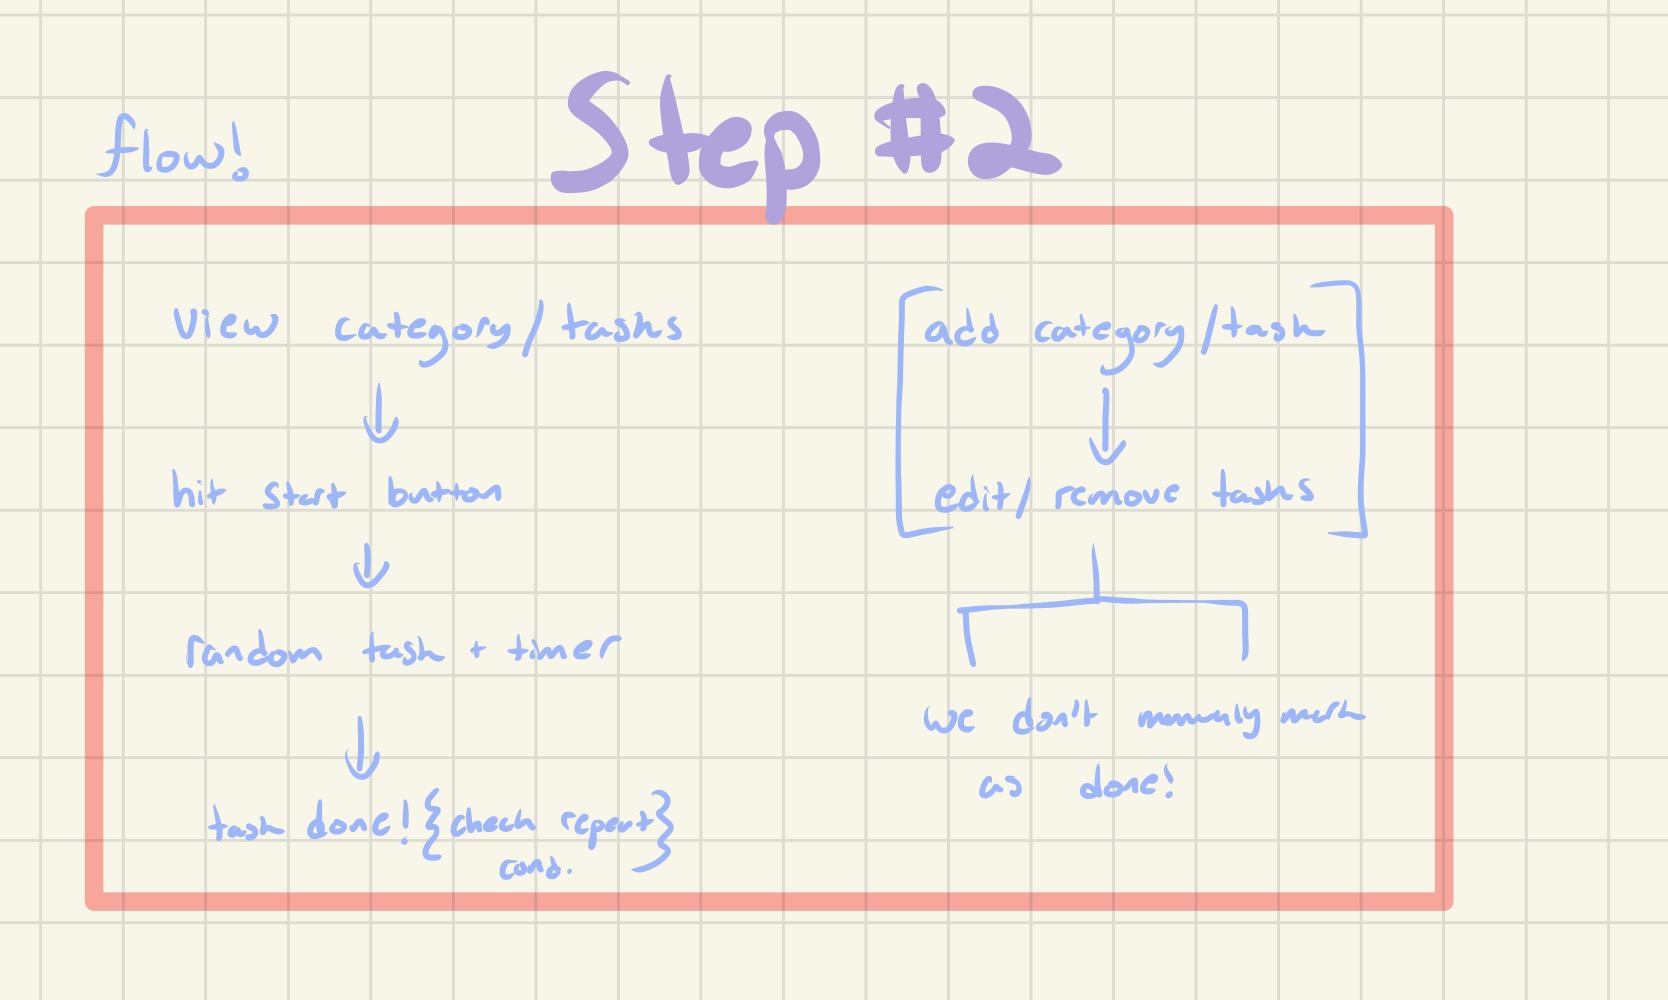 Step #2
flow!
View category/tasks
↓
hit start button
↓
random task + timer
↓
task done! {check repeat}
cond.
add category/task
↓
edit/ remove tasks
we don't manually mark
as done!